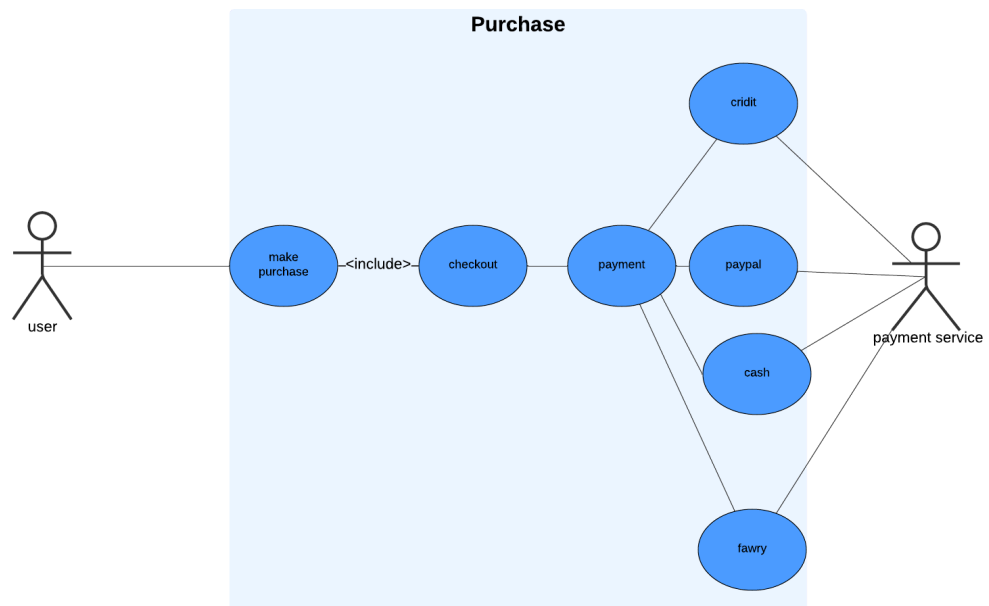 Purchase
cridit
make
purchase
<include>
checkout
payment
paypal
user
payment service
cash
fawry